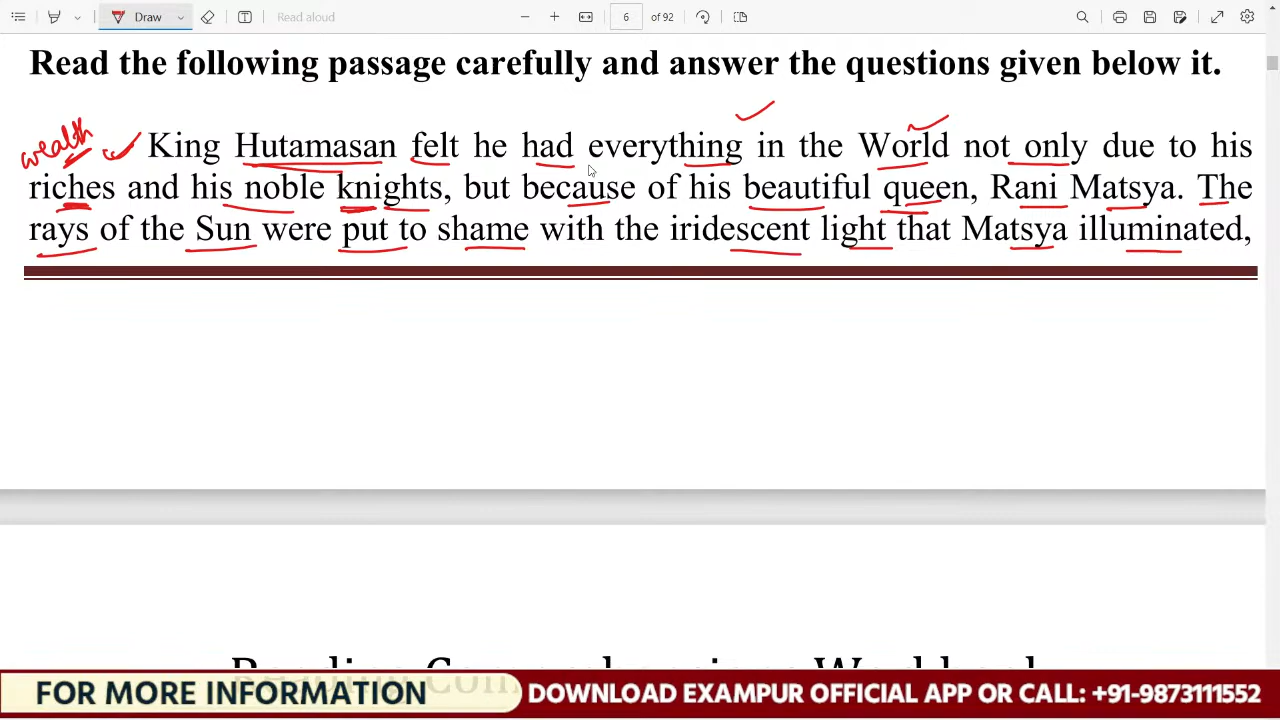 Draw
Read aloud
6 of 92
Read the following passage carefully and answer the questions given below it.
wealth
King Hutamasan felt he had everything in the World not only due to his
riches and his noble knights, but because of his beautiful queen, Rani Matsya. The
rays of the Sun were put to shame with the iridescent light that Matsya illuminated,
FOR MORE INFORMATION
DOWNLOAD EXAMPUR OFFICIAL APP OR CALL: +91-9873111552